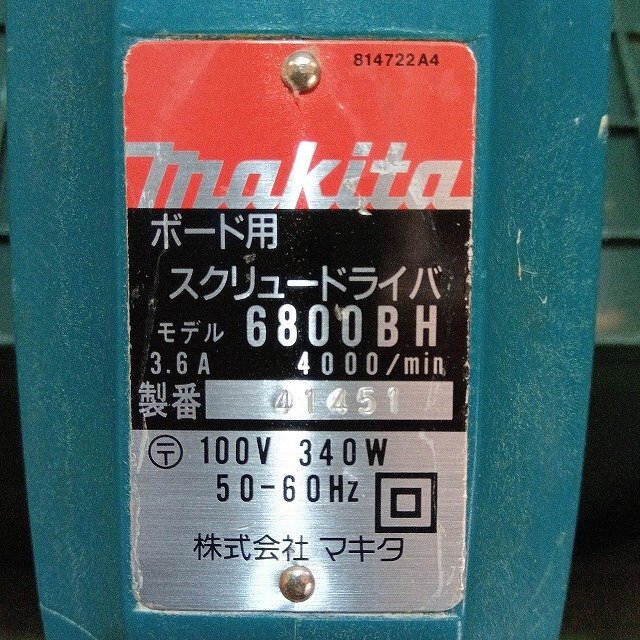 814722A4
makita
ボード用
スクリュードライバ
モデル 6800BH
3.6A 4000/min
製番 41451
〶 100V 340W
50-60Hz
株式会社 マキタ